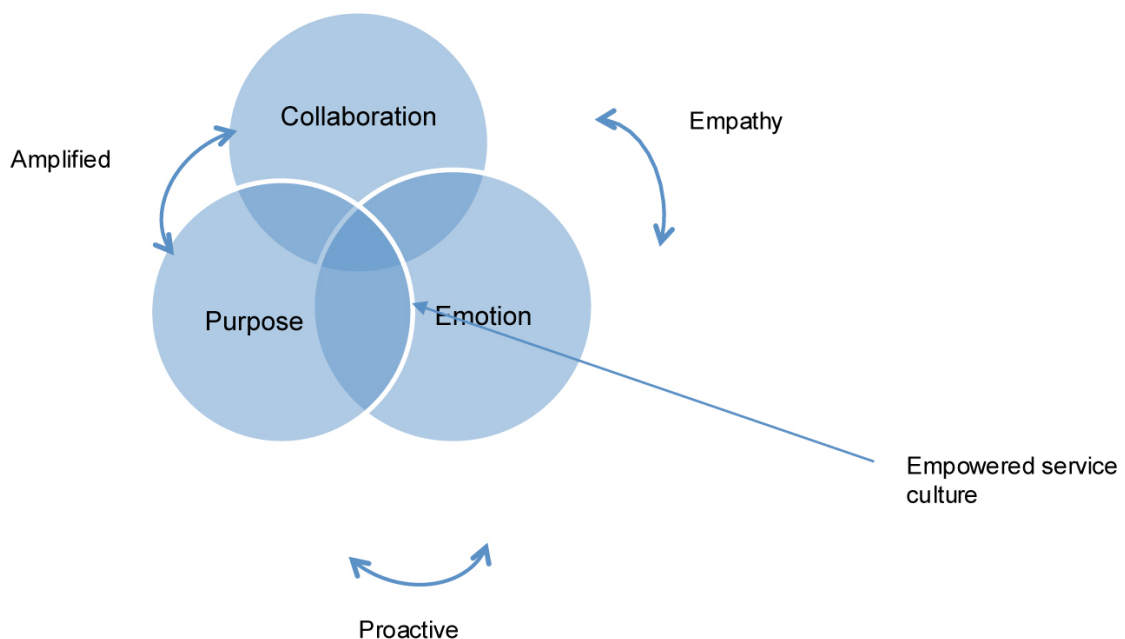 Collaboration
Empathy
Amplified
Purpose
Emotion
Empowered service
culture
Proactive